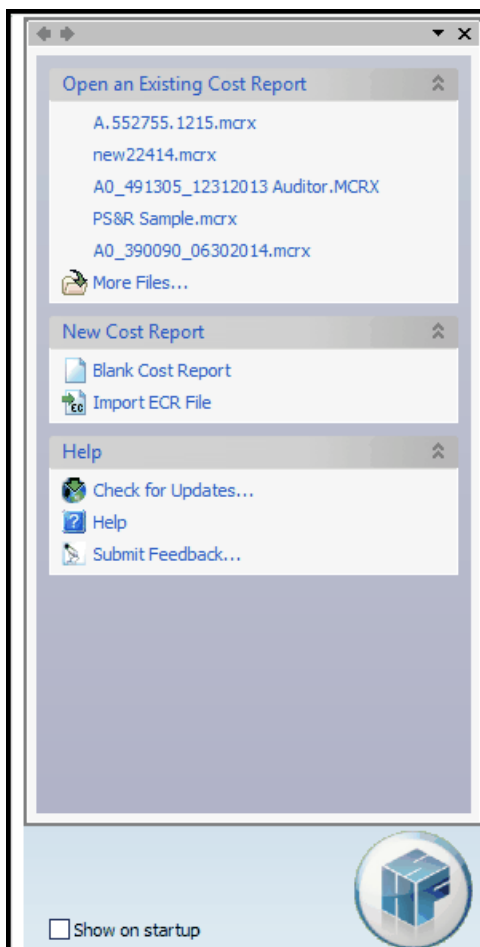 Open an Existing Cost Report
A.552755.1215.mcrx
new22414.mcrx
A0_491305_12312013 Auditor.MCRX
PS&R Sample.mcrx
A0_390090_06302014.mcrx
More Files...
New Cost Report
Blank Cost Report
EC
Import ECR File
Help
Check for Updates...
?
Help
Submit Feedback...
HFS
Show on startup